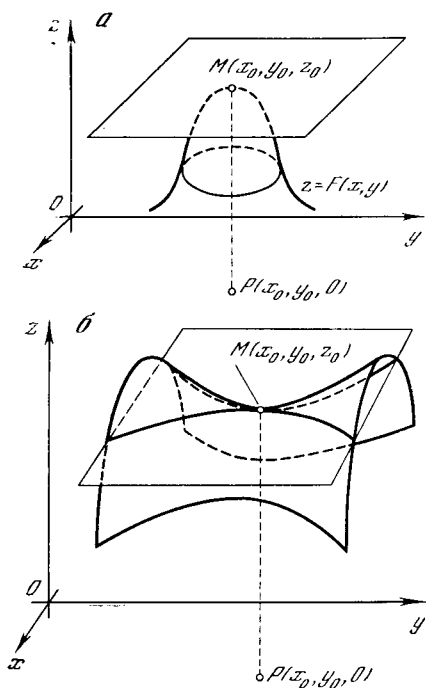 z а
M(x₀, y₀, z₀)
z=F(x,y)
0
x
y
P(x₀, y₀, 0)
z б
M(x₀, y₀, z₀)
0
x
y
P(x₀, y₀, 0)